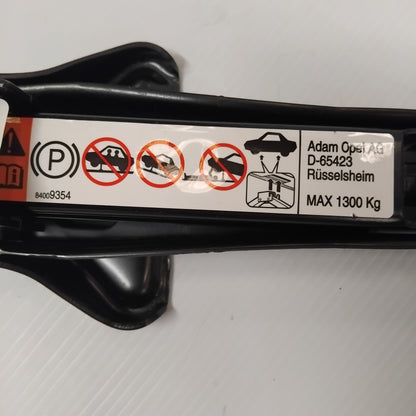 P
84009354
Adam Opel AG
D-65423
Rüsselsheim
MAX 1300 Kg